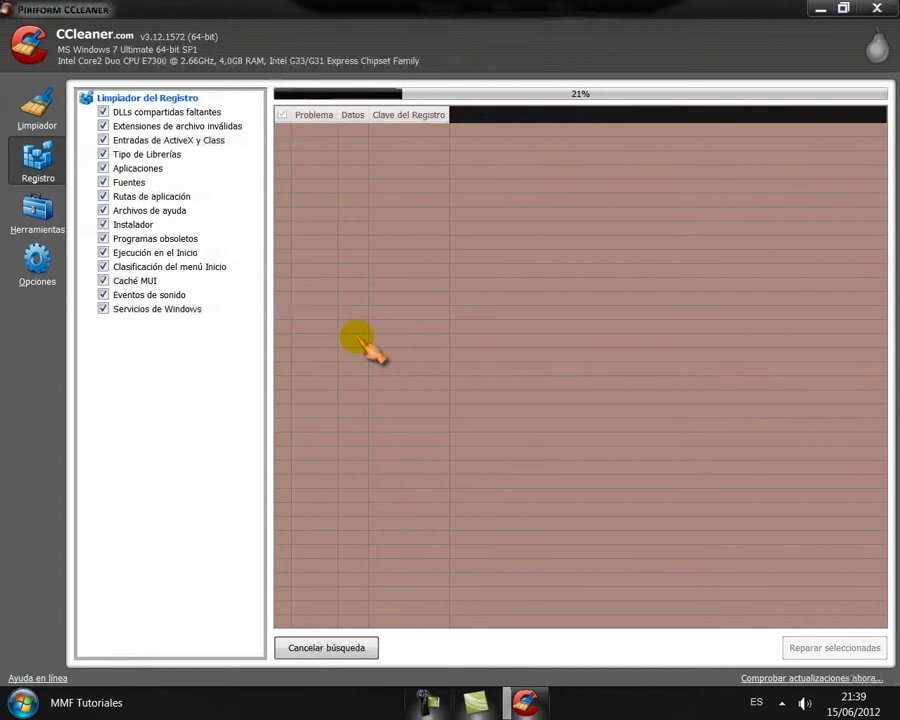 Piriform CCleaner
CCleaner.com v3.12.1572 (64-bit)
MS Windows 7 Ultimate 64-bit SP1
Intel Core2 Duo CPU E7300 @ 2.66GHz, 4,0GB RAM, Intel G33/G31 Express Chipset Family
Limpiador
Registro
Herramientas
Opciones
Limpiador del Registro
DLLs compartidas faltantes
Extensiones de archivo inválidas
Entradas de ActiveX y Class
Tipo de Librerías
Aplicaciones
Fuentes
Rutas de aplicación
Archivos de ayuda
Instalador
Programas obsoletos
Ejecución en el Inicio
Clasificación del menú Inicio
Caché MUI
Eventos de sonido
Servicios de Windows
21%
Problema Datos Clave del Registro
Cancelar búsqueda
Reparar seleccionadas
Ayuda en línea
Comprobar actualizaciones ahora...
MMF Tutoriales
ES
21:39
15/06/2012